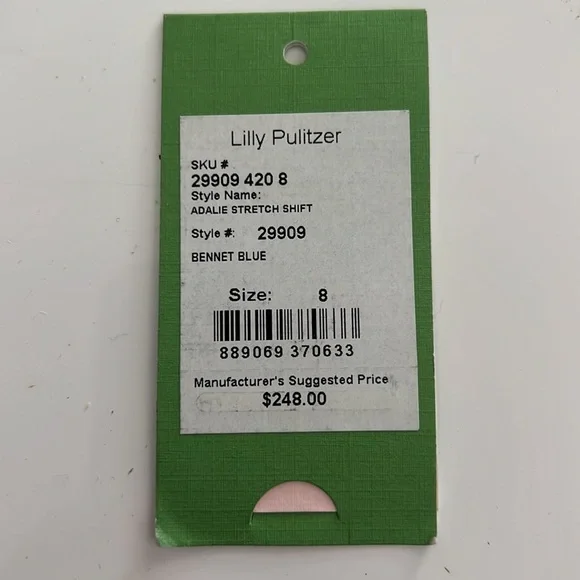 Lilly Pulitzer
SKU #
29909 420 8
Style Name:
ADALIE STRETCH SHIFT
Style #: 29909
BENNET BLUE
Size: 8
889069 370633
Manufacturer's Suggested Price
$248.00